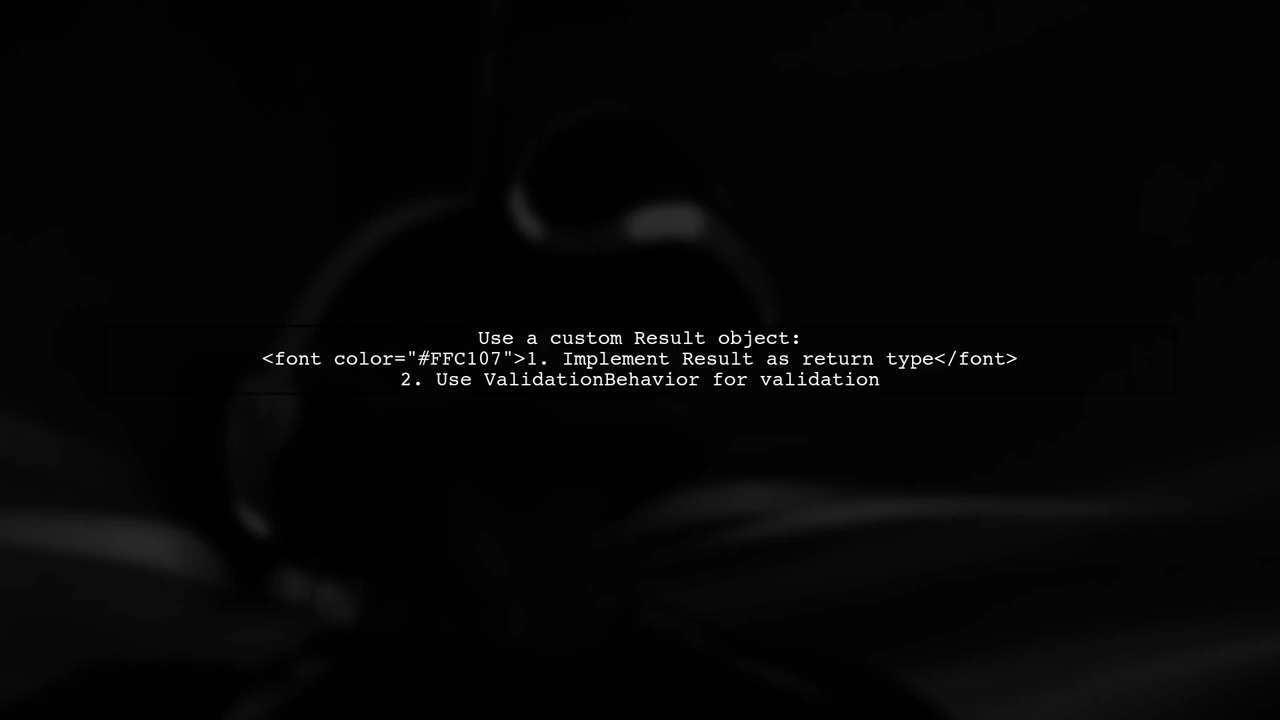 Use a custom Result object:
<font color="#FFC107">1. Implement Result as return type</font>
2. Use ValidationBehavior for validation